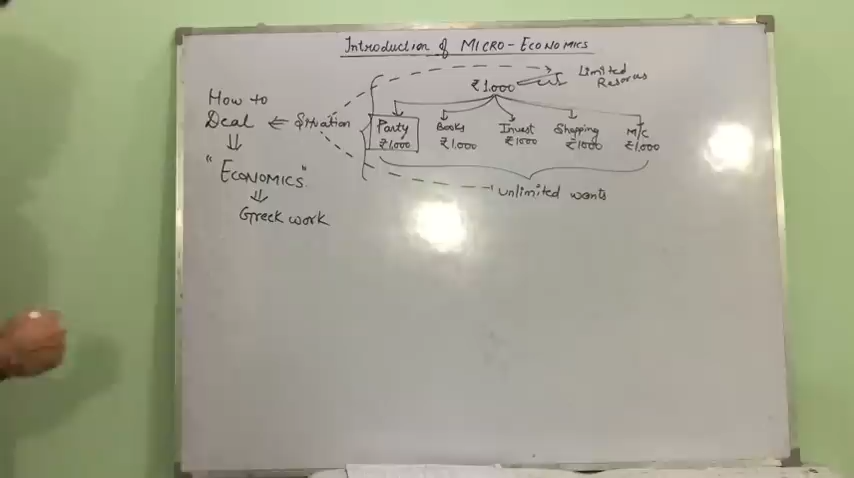 Introduction of MICRO-ECONOMICS
₹1,000
Limited
How to
Deal
Situation
Party
₹1,000
Books
₹1,000
Invest
₹1000
Shopping
₹1000
M/C
₹1,000
"ECONOMICS"
unlimited wants
Greek work